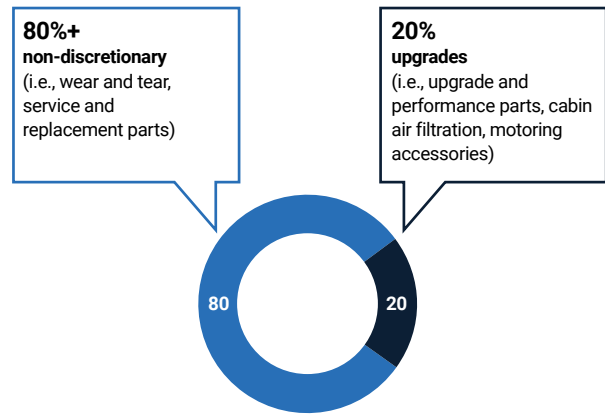 80%+
non-discretionary
(i.e., wear and tear,
service and
replacement parts)
20%
upgrades
(i.e., upgrade and
performance parts, cabin
air filtration, motoring
accessories)
80
20